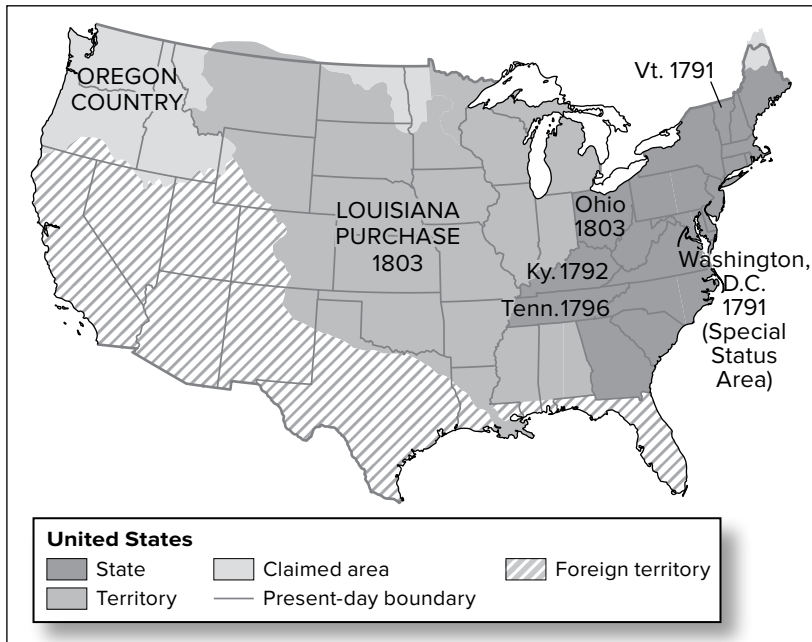 OREGON
COUNTRY
Vt. 1791
LOUISIANA
PURCHASE
1803
Ohio
1803
Ky. 1792
Tenn. 1796
Washington,
D.C.
1791
(Special
Status
Area)
United States
State
Claimed area
Foreign territory
Territory
Present-day boundary